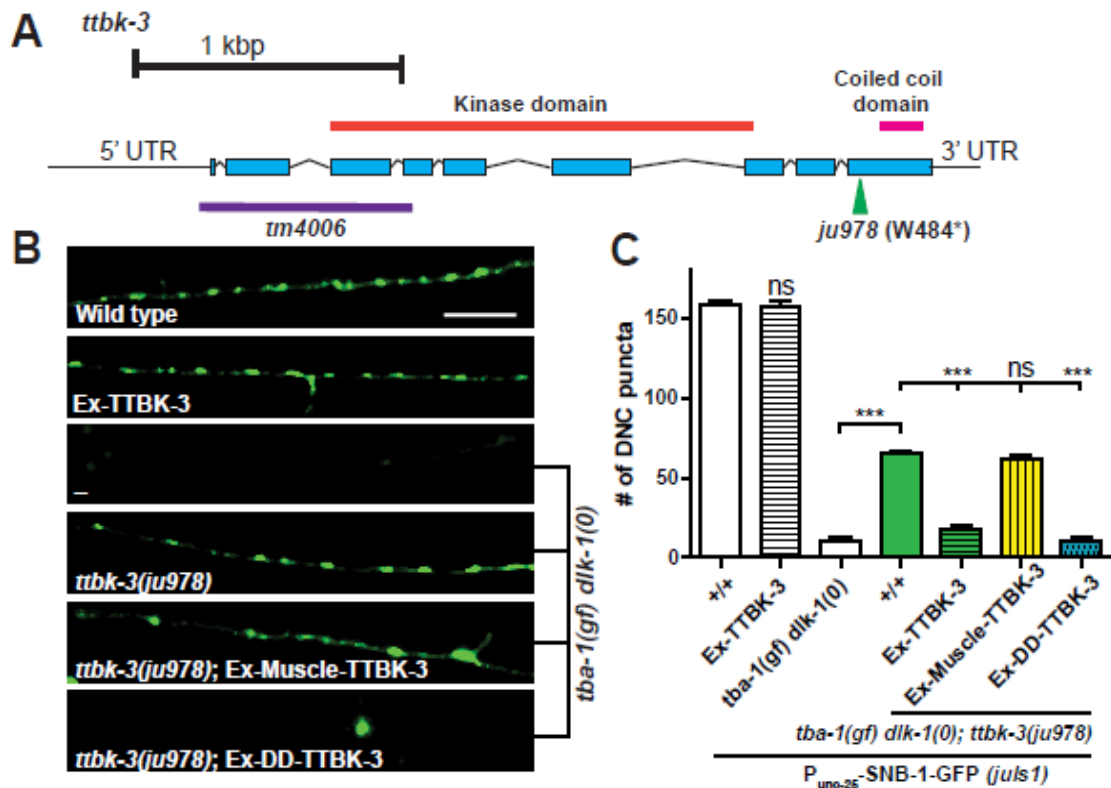 A
ttbk-3
1 kbp
Kinase domain
Coiled coil
domain
5' UTR
3' UTR
tm4006
ju978 (W484*)
B
Wild type
Ex-TTBK-3
–
ttbk-3(ju978)
ttbk-3(ju978); Ex-Muscle-TTBK-3
ttbk-3(ju978); Ex-DD-TTBK-3
tba-1(gf) dlk-1(0)
C
# of DNC puncta
150
100
50
0
ns
***
***
ns
***
+/+
Ex-TTBK-3
tba-1(gf) dlk-1(0)
+/+
Ex-TTBK-3
Ex-Muscle-TTBK-3
Ex-DD-TTBK-3
tba-1(gf) dlk-1(0); ttbk-3(ju978)
Punc-25-SNB-1-GFP (juIs1)